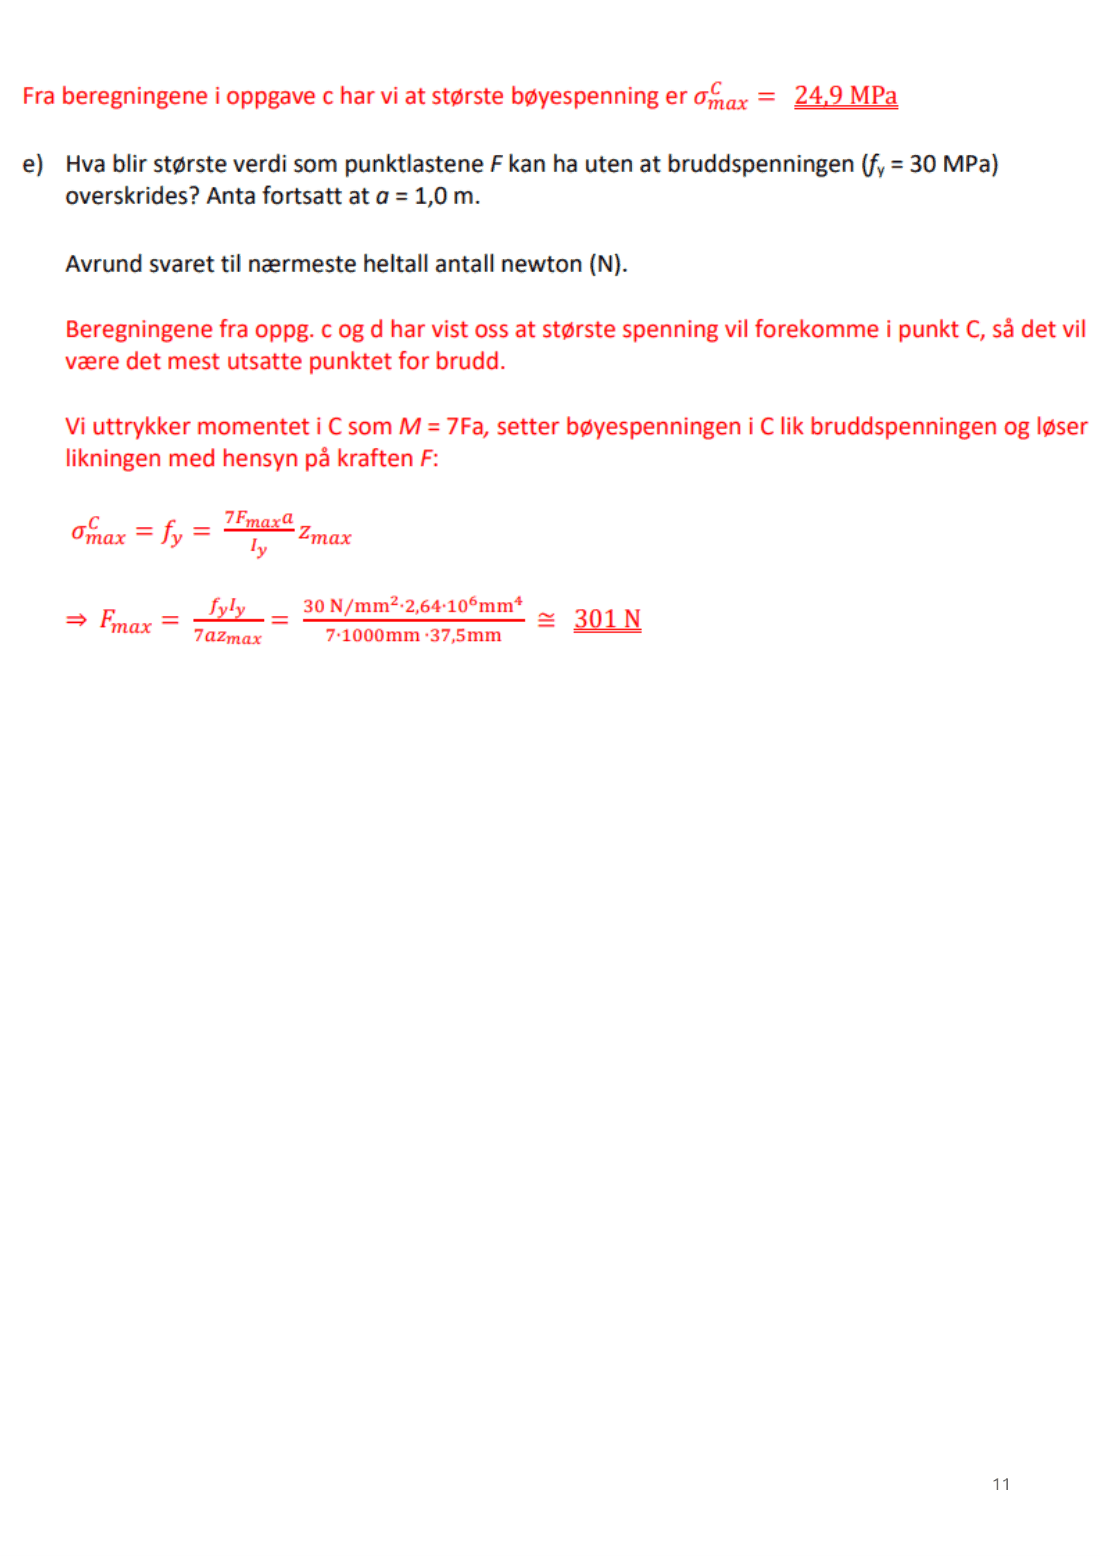 Fra beregningene i oppgave c har vi at største bøyespenning er σ_max^C = 24,9 MPa
e) Hva blir største verdi som punktlastene F kan ha uten at bruddspenningen (f_y = 30 MPa)
overskrides? Anta fortsatt at a = 1,0 m.
Avrund svaret til nærmeste heltall antall newton (N).
Beregningene fra oppg. c og d har vist oss at største spenning vil forekomme i punkt C, så det vil
være det mest utsatte punktet for brudd.
Vi uttrykker momentet i C som M = 7Fa, setter bøyespenningen i C lik bruddspenningen og løser
likningen med hensyn på kraften F:
σ_max^C = f_y = (7F_max a)/(I_y) z_max
⇒ F_max = (f_y I_y)/(7az_max) = (30 N/mm²·2,64·10⁶mm⁴)/(7·1000mm ·37,5mm) ≅ 301 N
11